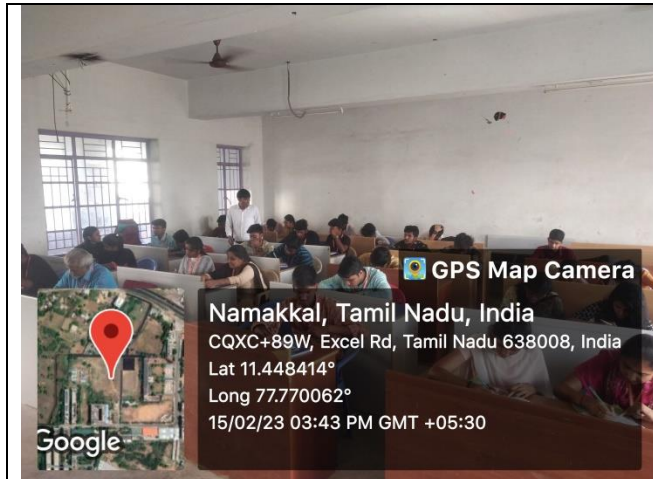 GPS Map Camera
Namakkal, Tamil Nadu, India
CQXC+89W, Excel Rd, Tamil Nadu 638008, India
Lat 11.448414°
Long 77.770062°
15/02/23 03:43 PM GMT +05:30
Google